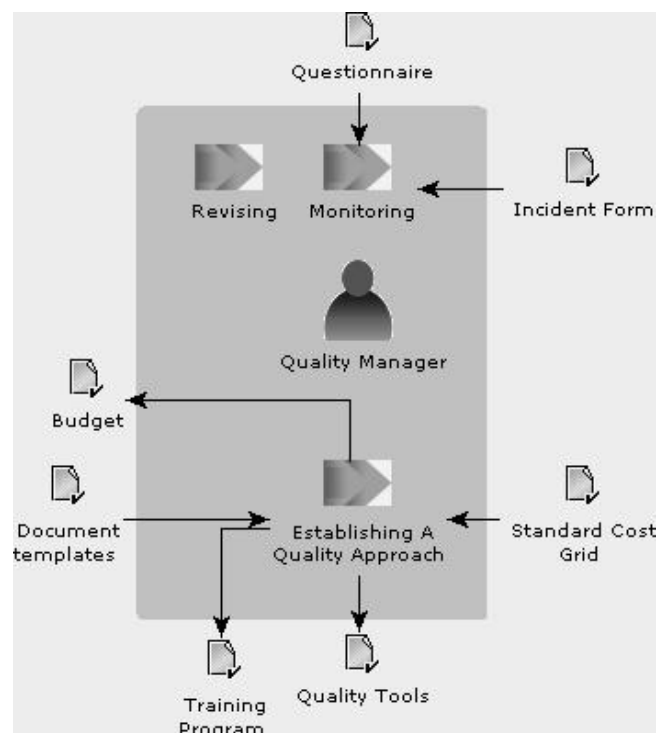 Questionnaire
Revising
Monitoring
Incident Form
Quality Manager
Budget
Document
templates
Establishing A
Quality Approach
Standard Cost
Grid
Training
Program
Quality Tools